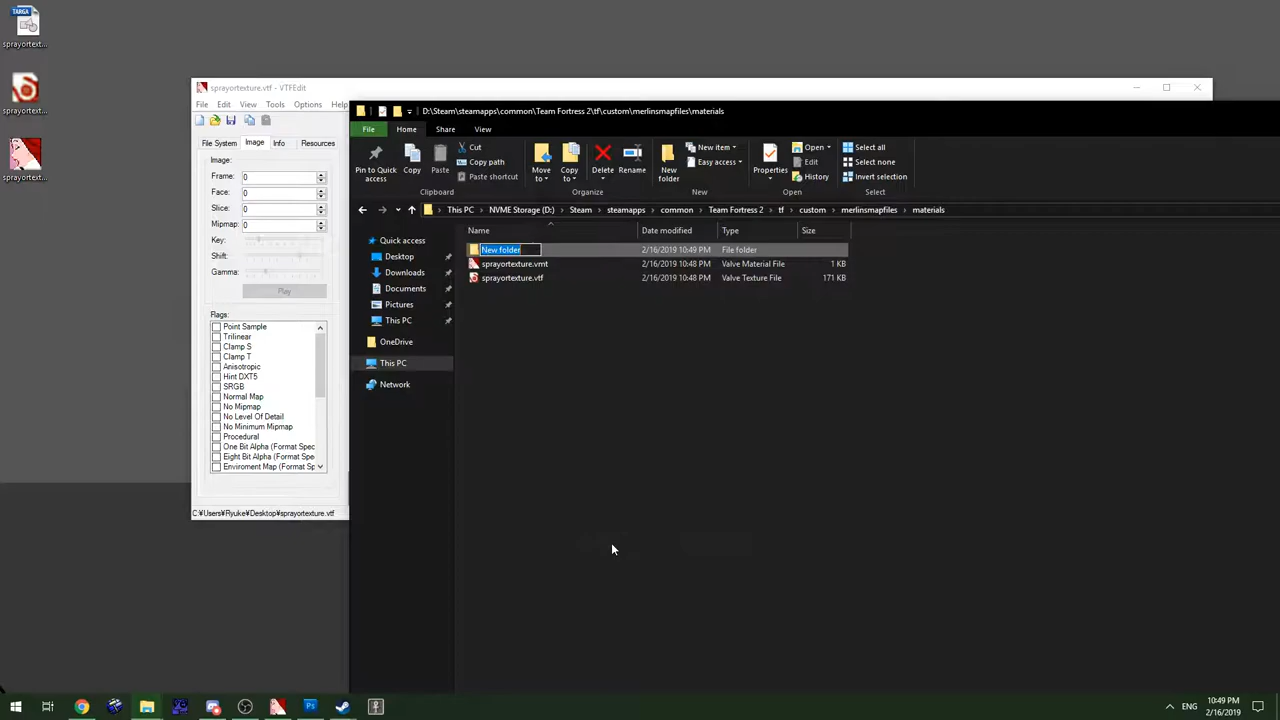 TARGA
sprayortext...
sprayortext...
sprayortext...
sprayortexture.vtf - VTFEdit
File Edit View Tools Options Help
File System Image Info Resources
Image:
Frame: 0
Face: 0
Slice: 0
Mipmap: 0
Key:
Shift:
Gamma:
Play
Flags:
Point Sample
Trilinear
Clamp S
Clamp T
Anisotropic
Hint DXT5
SRGB
Normal Map
No Mipmap
No Level Of Detail
No Minimum Mipmap
Procedural
One Bit Alpha (Format Spec
Eight Bit Alpha (Format Spe
Enviroment Map (Format Sp
C:¥Users¥Ryuke¥Desktop¥sprayortexture.vtf
D:\Steam\steamapps\common\Team Fortress 2\tf\custom\merlinsmapfiles\materials
File Home Share View
Pin to Quick access
Copy
Paste
Cut
Copy path
Paste shortcut
Clipboard
Move to
Copy to
Delete
Rename
Organize
New folder
New item
Easy access
New
Properties
Open
Edit
History
Open
Select all
Select none
Invert selection
Select
This PC NVME Storage (D:) Steam steamapps common Team Fortress 2 tf custom merlinsmapfiles materials
Name Date modified Type Size
New folder 2/16/2019 10:49 PM File folder
sprayortexture.vmt 2/16/2019 10:48 PM Valve Material File 1 KB
sprayortexture.vtf 2/16/2019 10:48 PM Valve Texture File 171 KB
Quick access
Desktop
Downloads
Documents
Pictures
This PC
OneDrive
This PC
Network
Ps
ENG
10:49 PM
2/16/2019